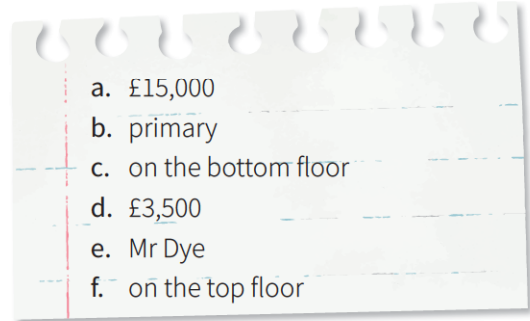 a. £15,000
b. primary
c. on the bottom floor
d. £3,500
e. Mr Dye
f. on the top floor